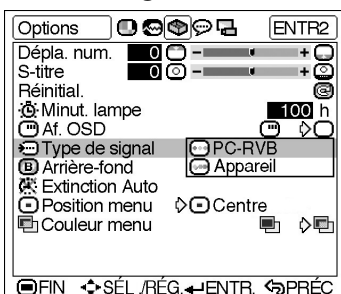 Options ENTR2
Dépla. num. 0 - +
S-titre 0 - +
Réinitial.
Minut. lampe 100 h
Af. OSD
Type de signal PC-RVB
Appareil
B Arrière-fond
Extinction Auto
Position menu Centre
Couleur menu
FIN SÉL./RÉG. ENTR. PRÉC